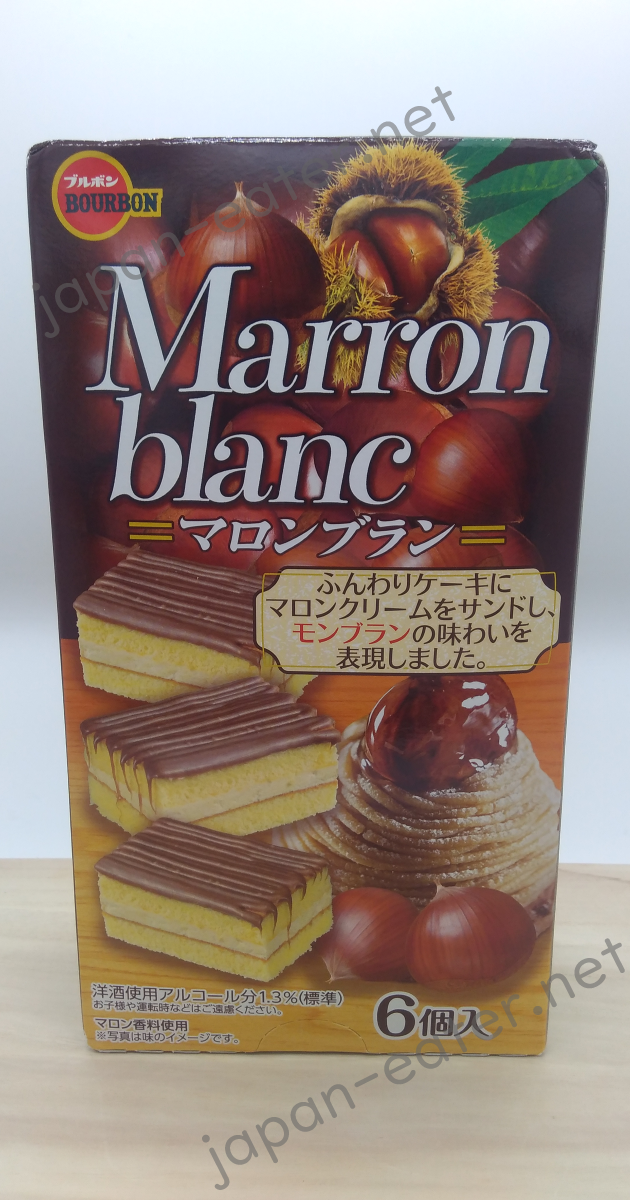 ブルボン
BOURBON
Marron
blanc
マロンブラン
ふんわりケーキに
マロンクリームをサンドし、
モンブランの味わいを
表現しました。
洋酒使用アルコール分1.3%(標準)
お子様や運転時などはご遠慮ください。
マロン香料使用
※写真は味のイメージです。
6個入
japan-eater.net
japan-eater.net